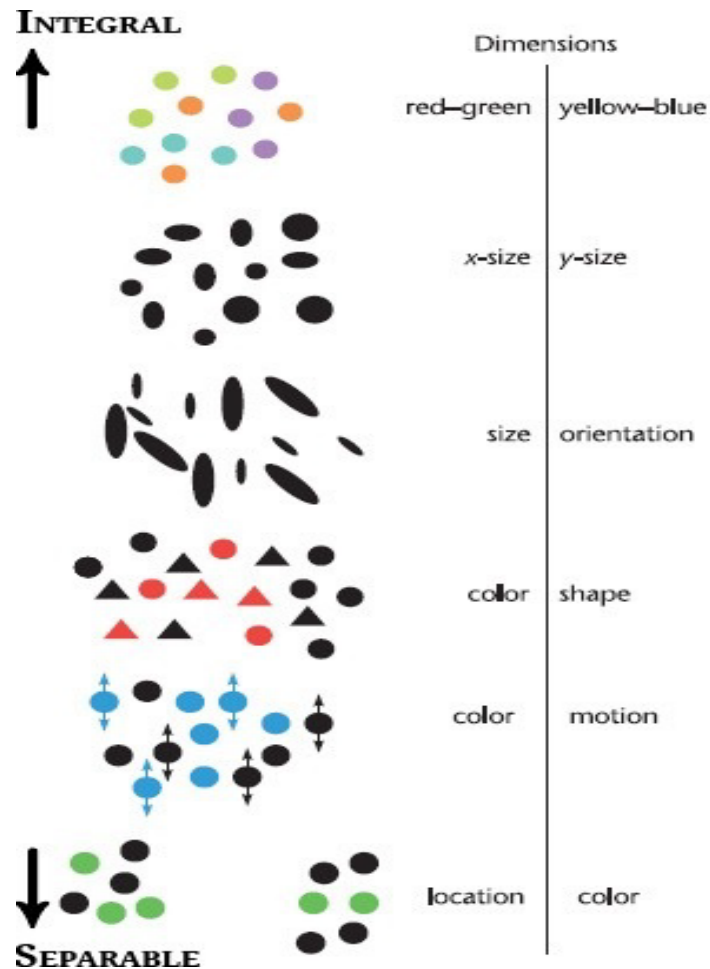 INTEGRAL
Dimensions
red–green yellow–blue
x-size y-size
size orientation
color shape
color motion
location color
SEPARABLE